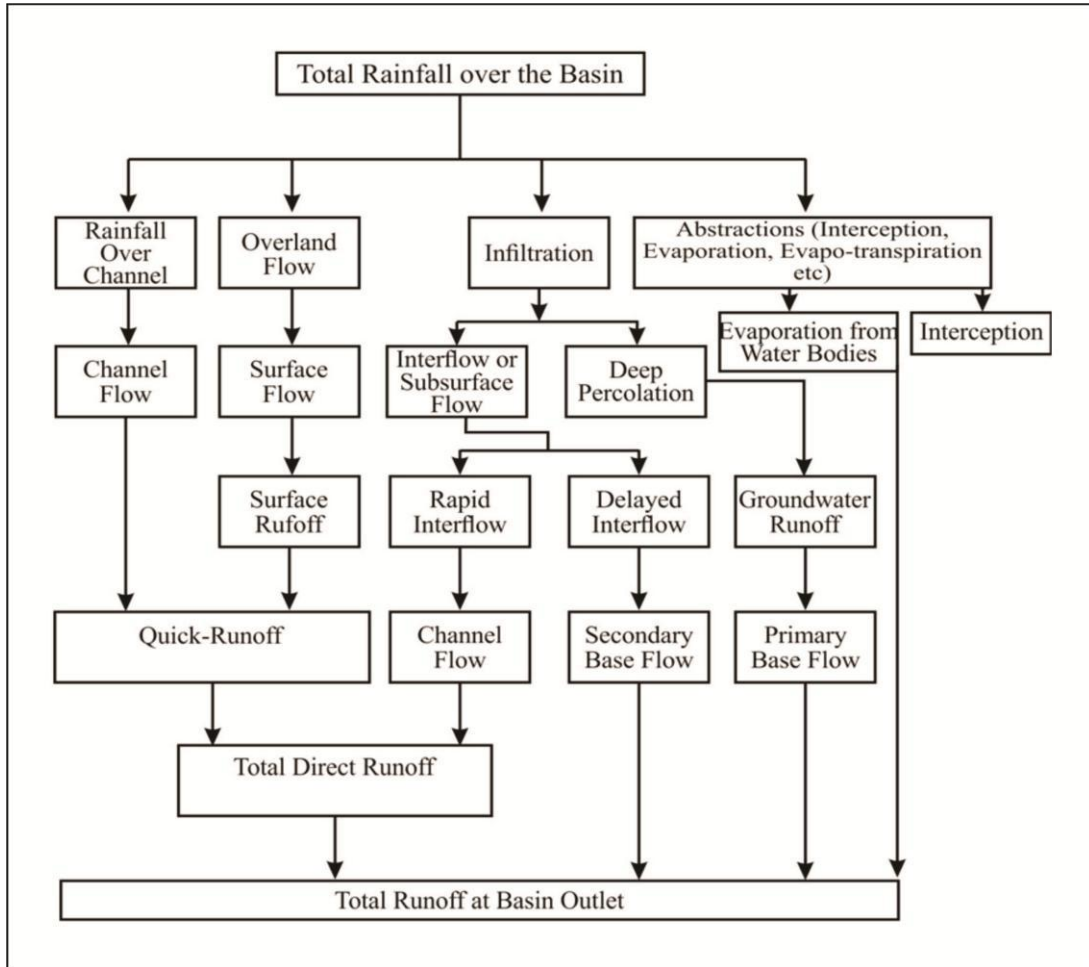 Total Rainfall over the Basin
Rainfall
Over
Channel
Overland
Flow
Infiltration
Abstractions (Interception,
Evaporation, Evapo-transpiration
etc)
Evaporation from
Water Bodies
Interception
Channel
Flow
Surface
Flow
Interflow or
Subsurface
Flow
Deep
Percolation
Surface
Rufoff
Rapid
Interflow
Delayed
Interflow
Groundwater
Runoff
Quick-Runoff
Channel
Flow
Secondary
Base Flow
Primary
Base Flow
Total Direct Runoff
Total Runoff at Basin Outlet